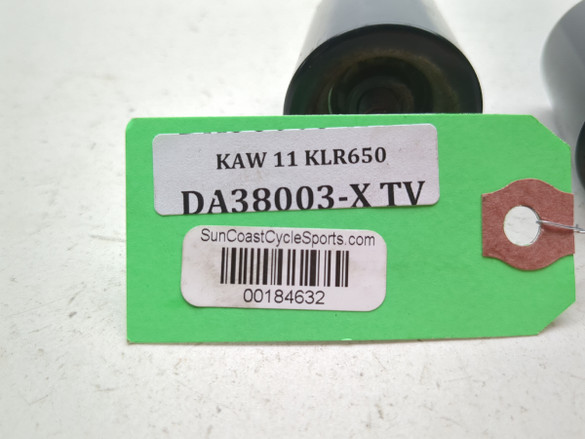 KAW 11 KLR650
DA38003-X TV
SunCoastCycleSports.com
00184632